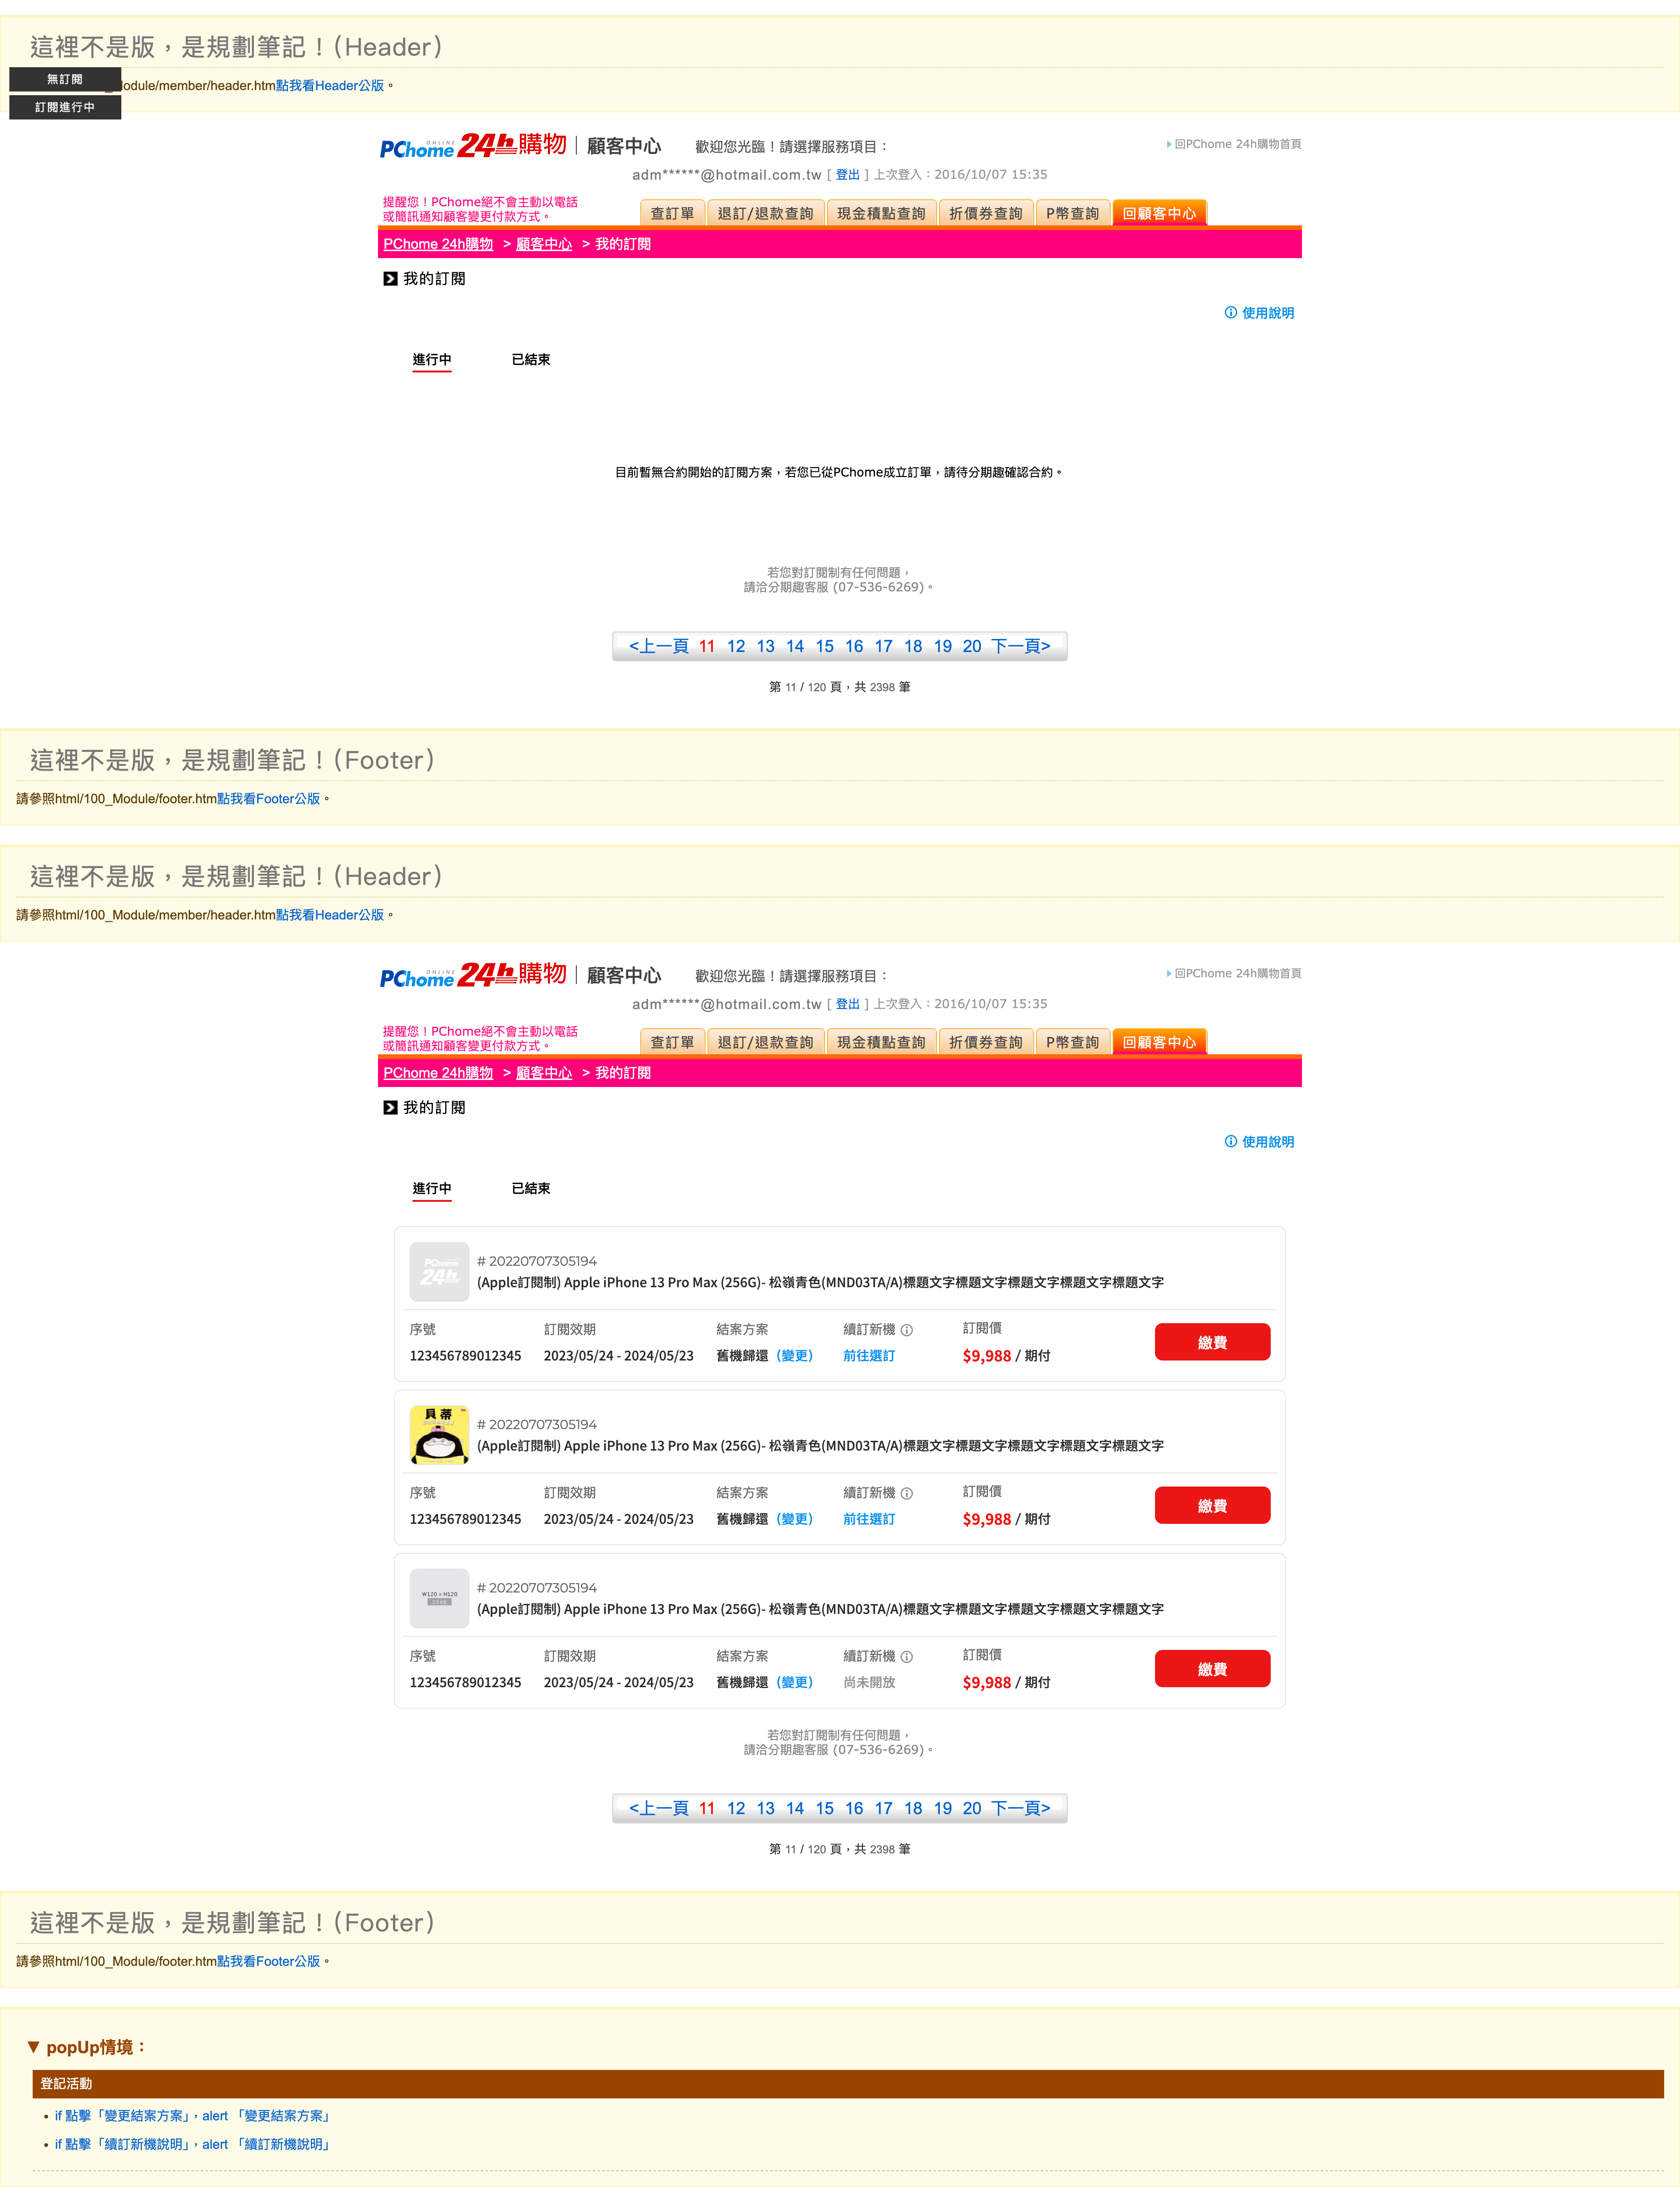 這裡不是版，是規劃筆記！(Header)
無訂閱
Module/member/header.htm點我看Header公版。
訂閱進行中
PChome ONLINE 24h購物 顧客中心 歡迎您光臨！請選擇服務項目： 回PChome 24h購物首頁
adm******@hotmail.com.tw [ 登出 ] 上次登入：2016/10/07 15:35
提醒您！PChome絕不會主動以電話
或簡訊通知顧客變更付款方式。
查訂單 退訂/退款查詢 現金積點查詢 折價券查詢 P幣查詢 回顧客中心
PChome 24h購物 > 顧客中心 > 我的訂閱
我的訂閱
使用說明
進行中 已結束
目前暫無合約開始的訂閱方案，若您已從PChome成立訂單，請待分期趣確認合約。
若您對訂閱制有任何問題，
請洽分期趣客服 (07-536-6269)。
<上一頁 11 12 13 14 15 16 17 18 19 20 下一頁>
第 11 / 120 頁，共 2398 筆
這裡不是版，是規劃筆記！(Footer)
請參照html/100_Module/footer.htm點我看Footer公版。
這裡不是版，是規劃筆記！(Header)
請參照html/100_Module/member/header.htm點我看Header公版。
PChome ONLINE 24h購物 顧客中心 歡迎您光臨！請選擇服務項目： 回PChome 24h購物首頁
adm******@hotmail.com.tw [ 登出 ] 上次登入：2016/10/07 15:35
提醒您！PChome絕不會主動以電話
或簡訊通知顧客變更付款方式。
查訂單 退訂/退款查詢 現金積點查詢 折價券查詢 P幣查詢 回顧客中心
PChome 24h購物 > 顧客中心 > 我的訂閱
我的訂閱
使用說明
進行中 已結束
PChome 24h
# 20220707305194
(Apple訂閱制) Apple iPhone 13 Pro Max (256G)- 松嶺青色(MND03TA/A)標題文字標題文字標題文字標題文字標題文字
序號 訂閱效期 結案方案 續訂新機 訂閱價
123456789012345 2023/05/24 - 2024/05/23 舊機歸還 (變更) 前往選訂 $9,988 / 期付 繳費
貝蒂
# 20220707305194
(Apple訂閱制) Apple iPhone 13 Pro Max (256G)- 松嶺青色(MND03TA/A)標題文字標題文字標題文字標題文字標題文字
序號 訂閱效期 結案方案 續訂新機 訂閱價
123456789012345 2023/05/24 - 2024/05/23 舊機歸還 (變更) 前往選訂 $9,988 / 期付 繳費
W120 × H120
# 20220707305194
(Apple訂閱制) Apple iPhone 13 Pro Max (256G)- 松嶺青色(MND03TA/A)標題文字標題文字標題文字標題文字標題文字
序號 訂閱效期 結案方案 續訂新機 訂閱價
123456789012345 2023/05/24 - 2024/05/23 舊機歸還 (變更) 尚未開放 $9,988 / 期付 繳費
若您對訂閱制有任何問題，
請洽分期趣客服 (07-536-6269)。
<上一頁 11 12 13 14 15 16 17 18 19 20 下一頁>
第 11 / 120 頁，共 2398 筆
這裡不是版，是規劃筆記！(Footer)
請參照html/100_Module/footer.htm點我看Footer公版。
▼ popUp情境：
登記活動
• if 點擊「變更結案方案」，alert 「變更結案方案」
• if 點擊「續訂新機說明」，alert 「續訂新機說明」